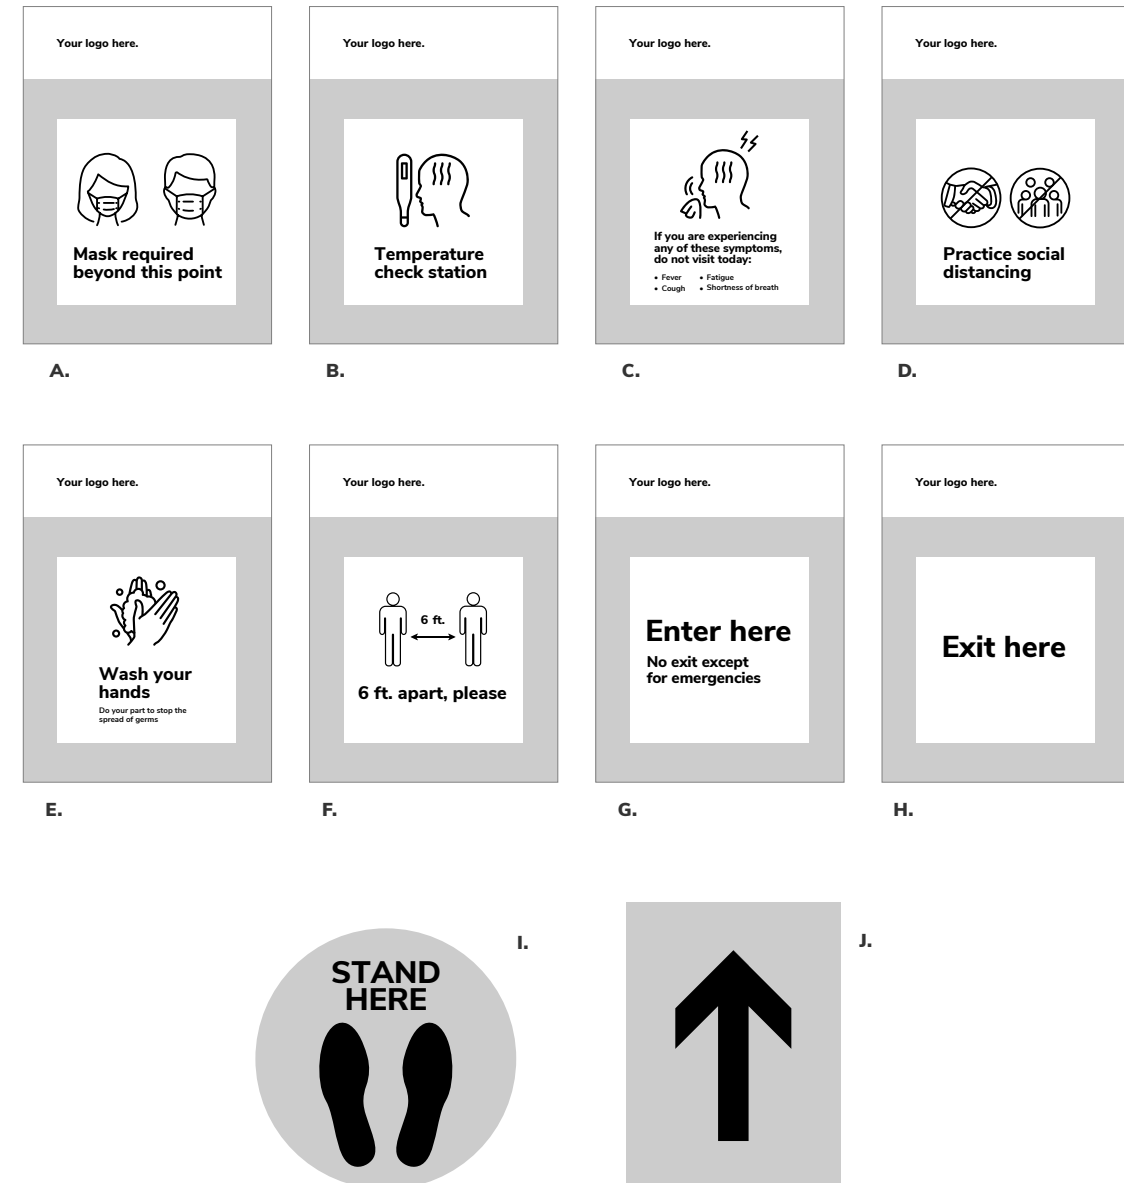 Your logo here.
Your logo here.
Your logo here.
Your logo here.
Mask required
beyond this point
Temperature
check station
If you are experiencing
any of these symptoms,
do not visit today:
• Fever
• Fatigue
• Cough
• Shortness of breath
Practice social
distancing
A.
B.
C.
D.
Your logo here.
Your logo here.
Your logo here.
Your logo here.
Wash your
hands
Do your part to stop the
spread of germs
6 ft.
6 ft. apart, please
Enter here
No exit except
for emergencies
Exit here
E.
F.
G.
H.
STAND
HERE
I.
J.